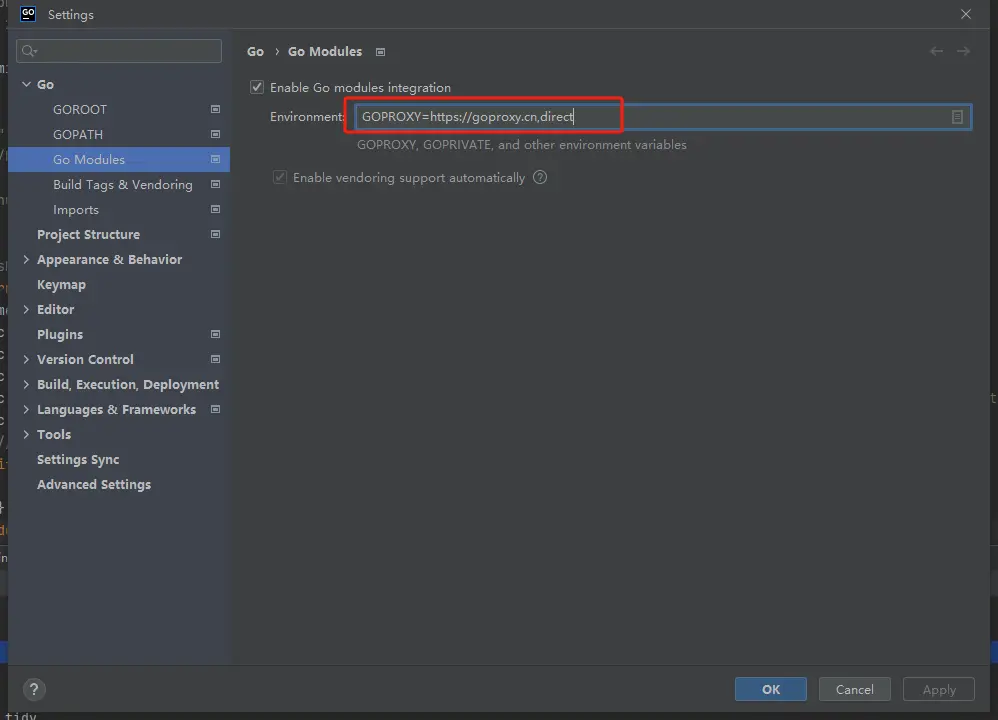 GO
Settings
Go
GOROOT
GOPATH
Go Modules
Build Tags & Vendoring
Imports
Project Structure
Appearance & Behavior
Keymap
Editor
Plugins
Version Control
Build, Execution, Deployment
Languages & Frameworks
Tools
Settings Sync
Advanced Settings
Go › Go Modules
Enable Go modules integration
Environment: GOPROXY=https://goproxy.cn,direct
GOPROXY, GOPRIVATE, and other environment variables
Enable vendoring support automatically ?
?
OK
Cancel
Apply
tidy